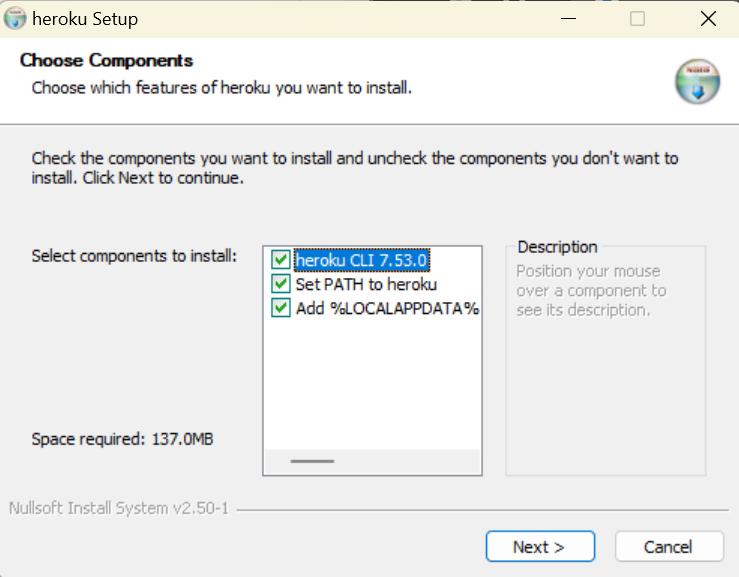 heroku Setup
Choose Components
Choose which features of heroku you want to install.
Check the components you want to install and uncheck the components you don't want to
install. Click Next to continue.
Select components to install:
heroku CLI 7.53.0
Set PATH to heroku
Add %LOCALAPPDATA%
Description
Position your mouse
over a component to
see its description.
Space required: 137.0MB
Nullsoft Install System v2.50-1
Next >
Cancel